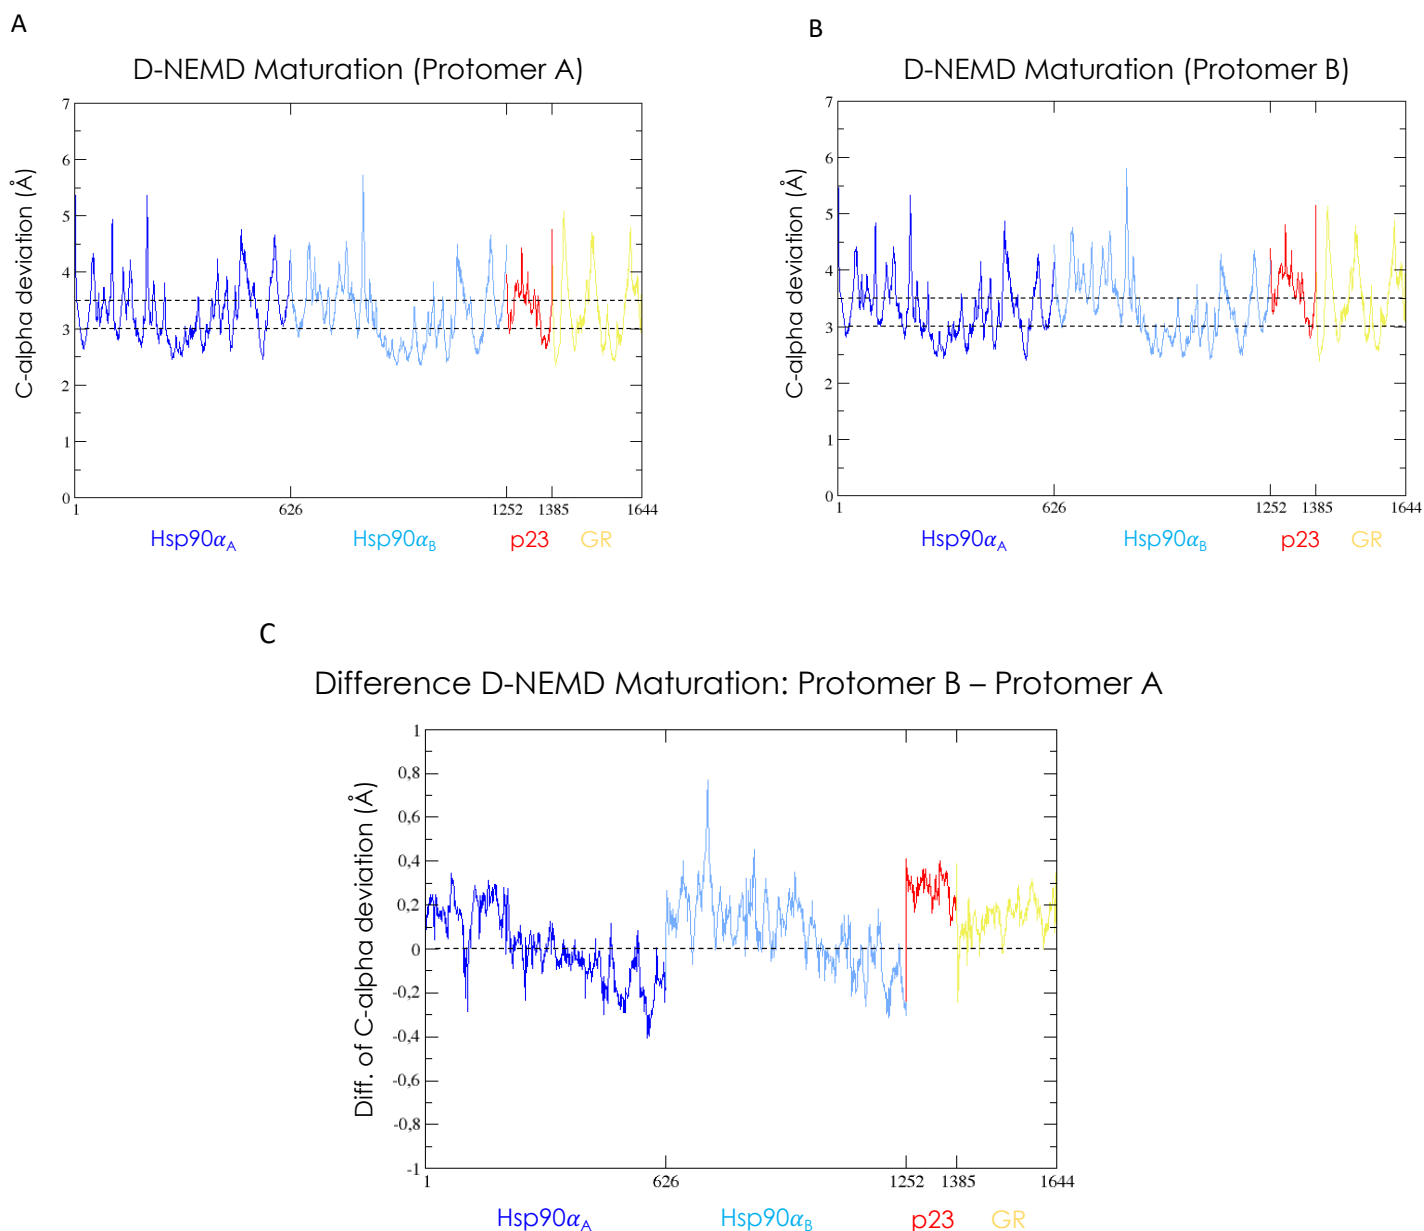 A
D-NEMD Maturation (Protomer A)
C-alpha deviation (Å)
7
6
5
4
3
2
1
0
1
626
1252
1385
1644
Hsp90αA
Hsp90αB
p23
GR
B
D-NEMD Maturation (Protomer B)
C-alpha deviation (Å)
7
6
5
4
3
2
1
0
1
626
1252
1385
1644
Hsp90αA
Hsp90αB
p23
GR
C
Difference D-NEMD Maturation: Protomer B – Protomer A
Diff. of C-alpha deviation (Å)
1
0,8
0,6
0,4
0,2
0
-0,2
-0,4
-0,6
-0,8
-1
1
626
1252
1385
1644
Hsp90αA
Hsp90αB
p23
GR